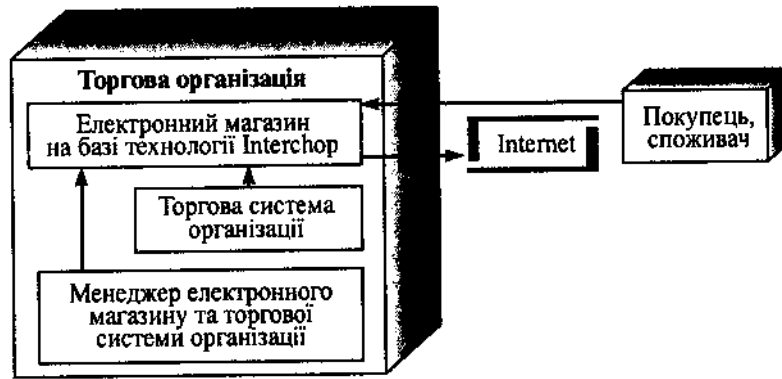 Торгова організація
Електронний магазин
на базі технології Interchop
Internet
Покупець,
споживач
Торгова система
організації
Менеджер електронного
магазину та торгової
системи організації